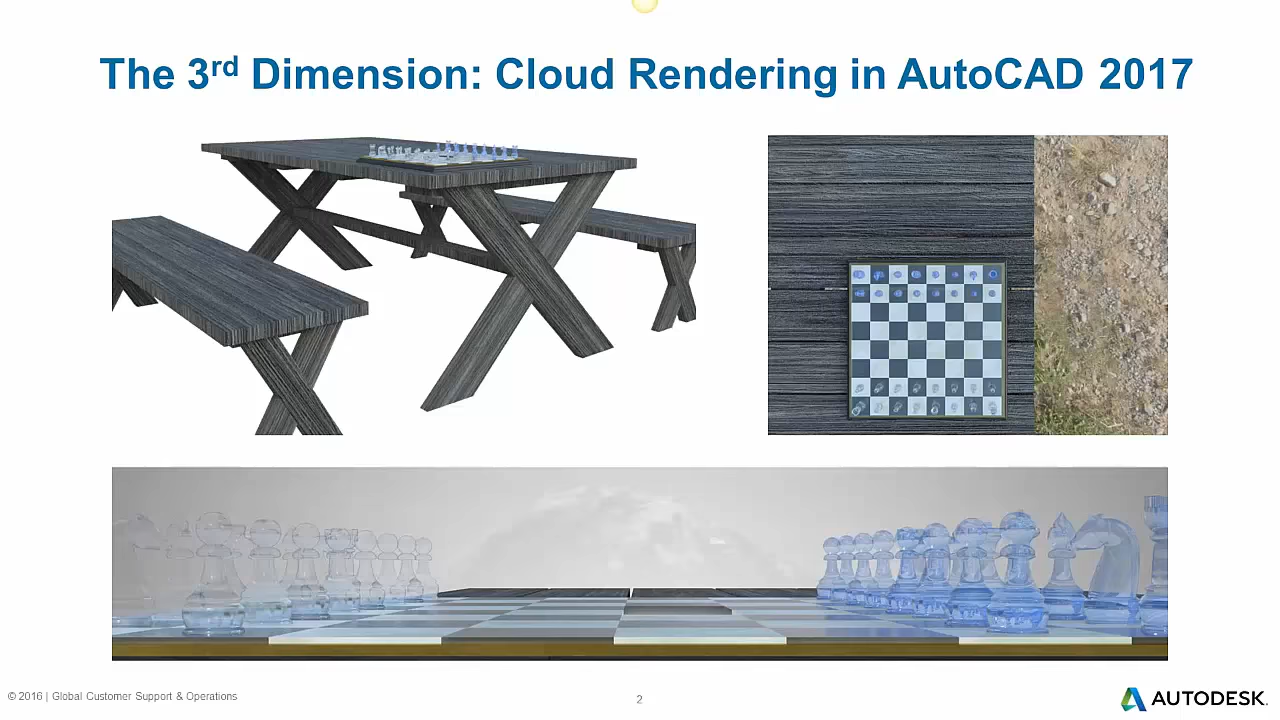 The 3rd Dimension: Cloud Rendering in AutoCAD 2017
© 2016 | Global Customer Support & Operations
2
AUTODESK.